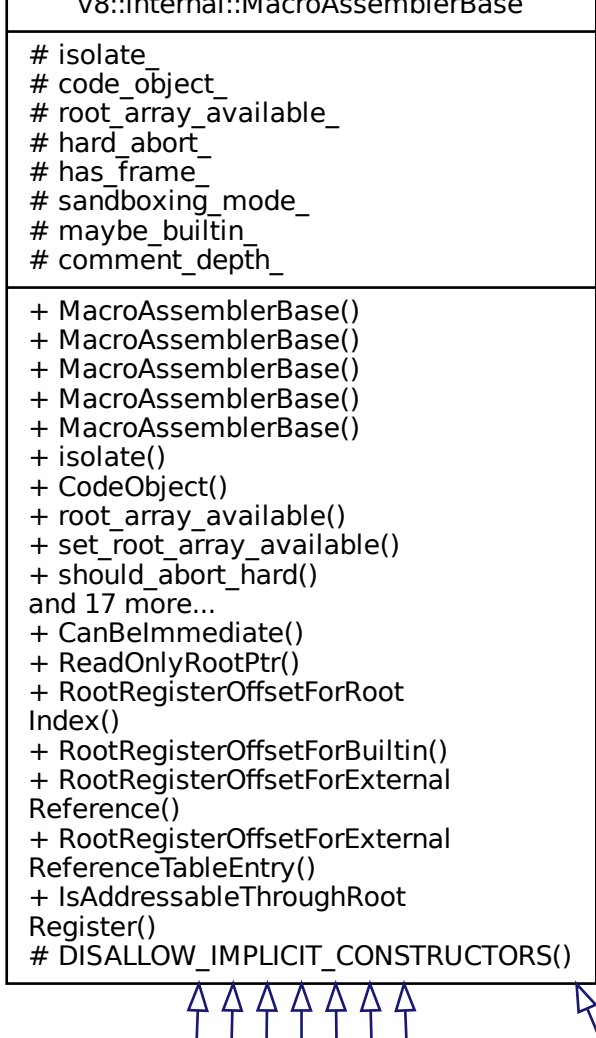 v8::internal::MacroAssemblerBase
# isolate_
# code_object_
# root_array_available_
# hard_abort_
# has_frame_
# sandboxing_mode_
# maybe_builtin_
# comment_depth_
+ MacroAssemblerBase()
+ MacroAssemblerBase()
+ MacroAssemblerBase()
+ MacroAssemblerBase()
+ MacroAssemblerBase()
+ isolate()
+ CodeObject()
+ root_array_available()
+ set_root_array_available()
+ should_abort_hard()
and 17 more...
+ CanBeImmediate()
+ ReadOnlyRootPtr()
+ RootRegisterOffsetForRoot
Index()
+ RootRegisterOffsetForBuiltin()
+ RootRegisterOffsetForExternal
Reference()
+ RootRegisterOffsetForExternal
ReferenceTableEntry()
+ IsAddressableThroughRoot
Register()
# DISALLOW_IMPLICIT_CONSTRUCTORS()